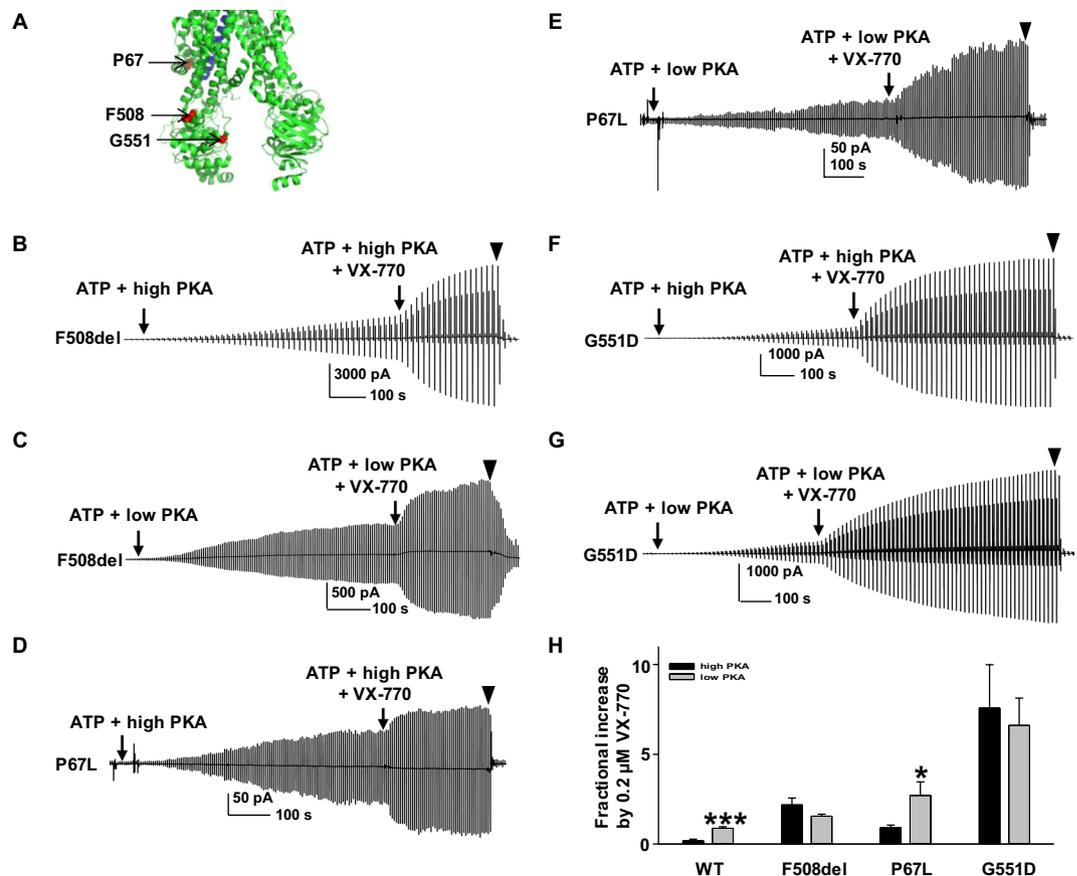 A
P67
F508
G551
B
ATP + high PKA
ATP + high PKA
+ VX-770
F508del
3000 pA
100 s
C
ATP + low PKA
ATP + low PKA
+ VX-770
F508del
500 pA
100 s
D
ATP + high PKA
ATP + high PKA
+ VX-770
P67L
50 pA
100 s
E
ATP + low PKA
ATP + low PKA
+ VX-770
P67L
50 pA
100 s
F
ATP + high PKA
ATP + high PKA
+ VX-770
G551D
1000 pA
100 s
G
ATP + low PKA
ATP + low PKA
+ VX-770
G551D
1000 pA
100 s
H
Fractional increase
by 0.2 µM VX-770
10
5
0
high PKA
low PKA
***
*
WT
F508del
P67L
G551D